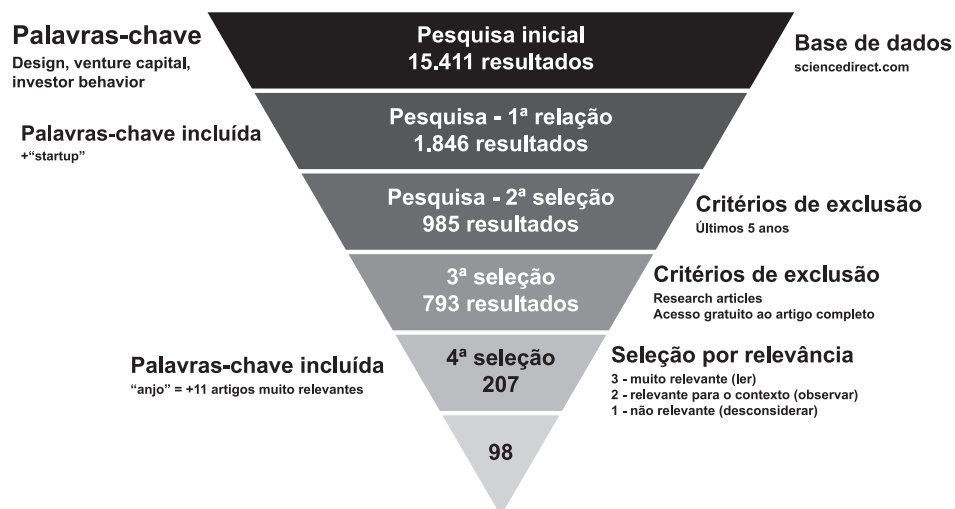 Palavras-chave
Design, venture capital,
investor behavior
Pesquisa inicial
15.411 resultados
Base de dados
sciencedirect.com
Palavras-chave incluída
+“startup”
Pesquisa - 1ª relação
1.846 resultados
Pesquisa - 2ª seleção
985 resultados
Critérios de exclusão
Últimos 5 anos
3ª seleção
793 resultados
Critérios de exclusão
Research articles
Acesso gratuito ao artigo completo
Palavras-chave incluída
“anjo” = +11 artigos muito relevantes
4ª seleção
207
Seleção por relevância
3 - muito relevante (ler)
2 - relevante para o contexto (observar)
1 - não relevante (desconsiderar)
98